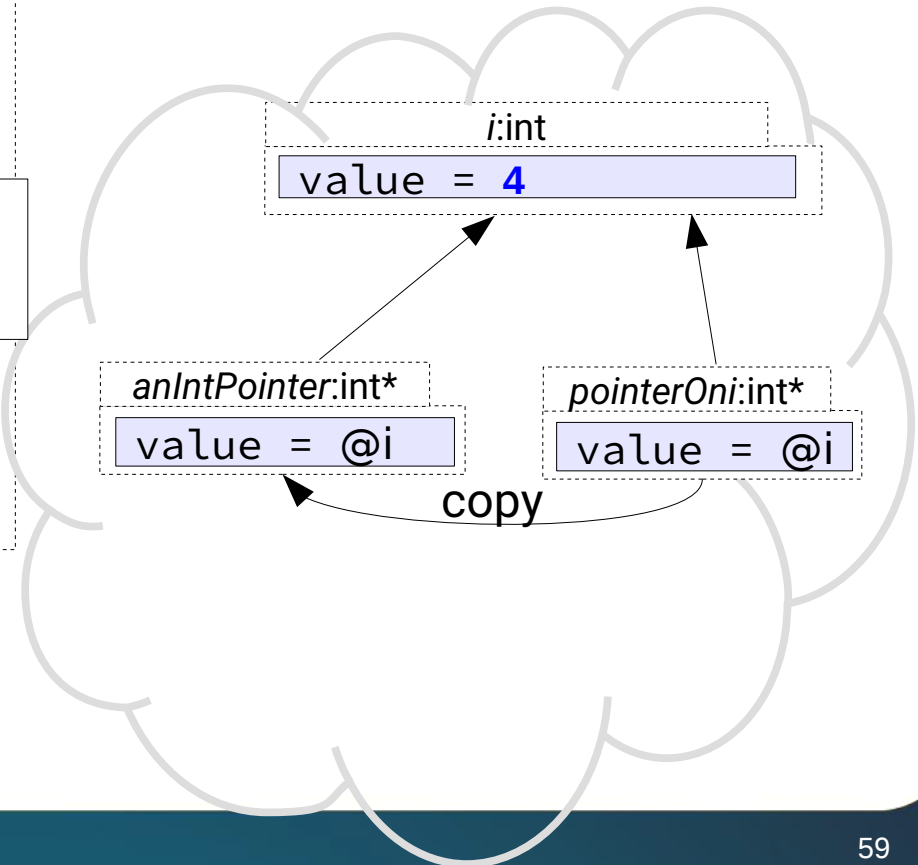 i:int
value = 4
anIntPointer:int*
value = @i
pointerOni:int*
value = @i
copy
59